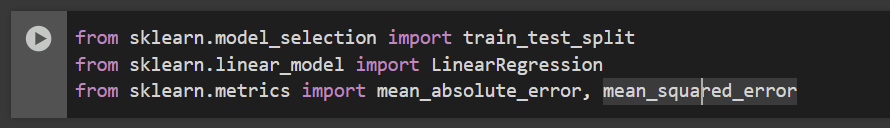 from sklearn.model_selection import train_test_split
from sklearn.linear_model import LinearRegression
from sklearn.metrics import mean_absolute_error, mean_squared_error